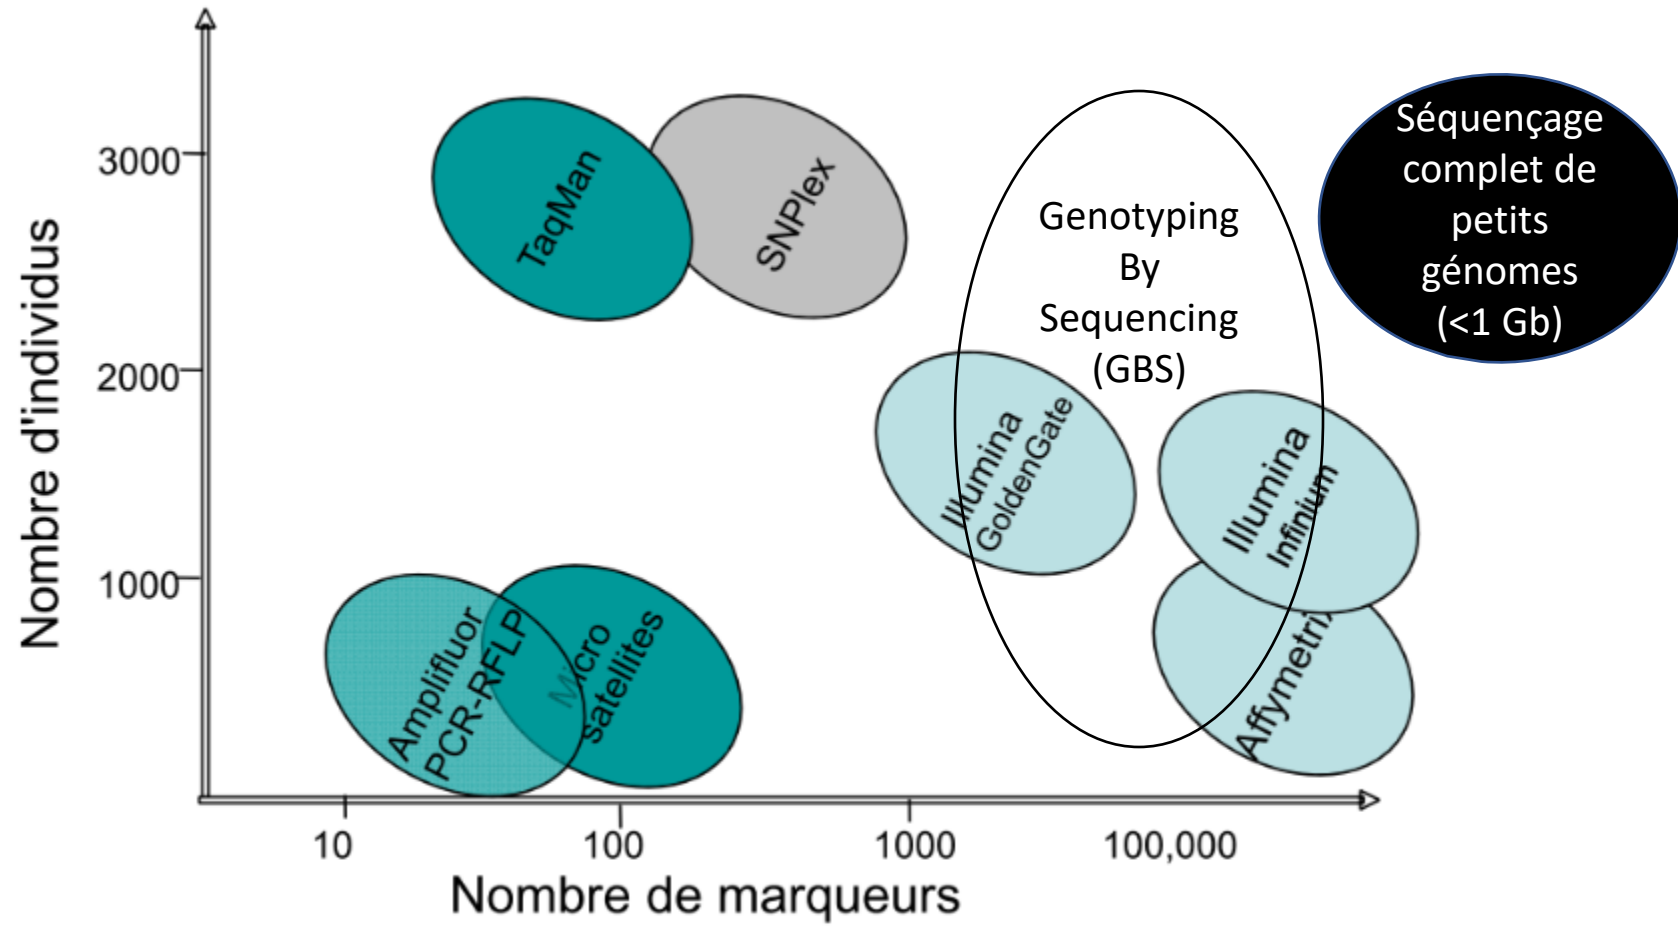 Nombre d'individus
3000
2000
1000
TaqMan
SNPlex
Genotyping
By
Sequencing
(GBS)
Séquençage
complet de
petits
génomes
(<1 Gb)
Illumina
GoldenGate
Illumina
Infinium
Affymetrix
Amplifluor
PCR-RFLP
Micro
satellites
10
100
1000
100,000
Nombre de marqueurs